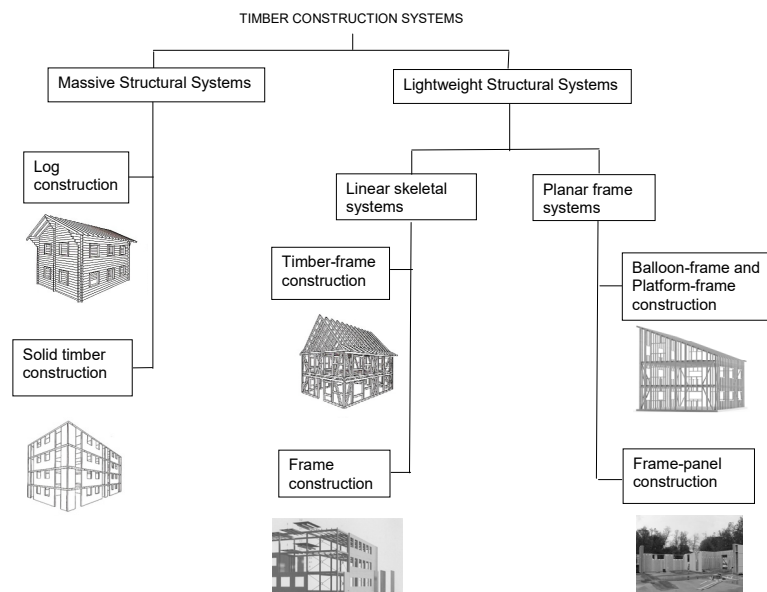 TIMBER CONSTRUCTION SYSTEMS
Massive Structural Systems
Lightweight Structural Systems
Log
construction
Linear skeletal
systems
Planar frame
systems
Timber-frame
construction
Balloon-frame and
Platform-frame
construction
Solid timber
construction
Frame
construction
Frame-panel
construction